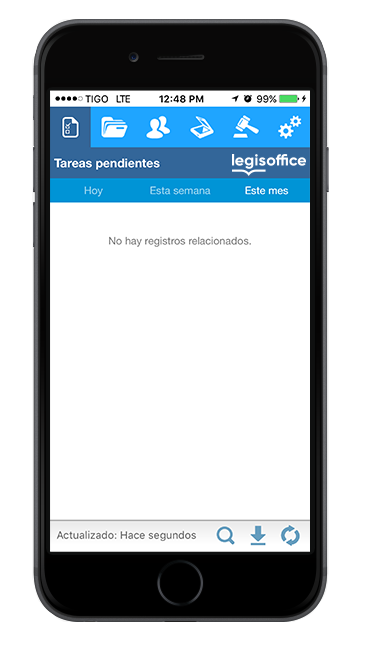 TIGO LTE 12:48 PM 99%
Tareas pendientes legisoffice
Hoy Esta semana Este mes
No hay registros relacionados.
Actualizado: Hace segundos